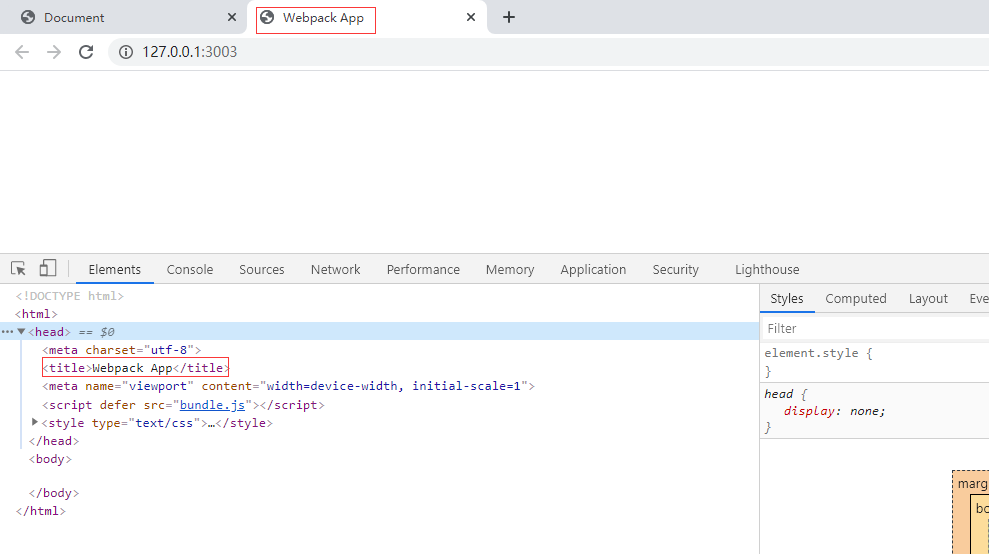 Document
Webpack App
127.0.0.1:3003
Elements Console Sources Network Performance Memory Application Security Lighthouse
<!DOCTYPE html>
<html>
<head> == $0
<meta charset="utf-8">
<title>Webpack App</title>
<meta name="viewport" content="width=device-width, initial-scale=1">
<script defer src="bundle.js"></script>
<style type="text/css">…</style>
</head>
<body>
</body>
</html>
Styles Computed Layout Eve
Filter
element.style {
}
head {
display: none;
}
marg
bo